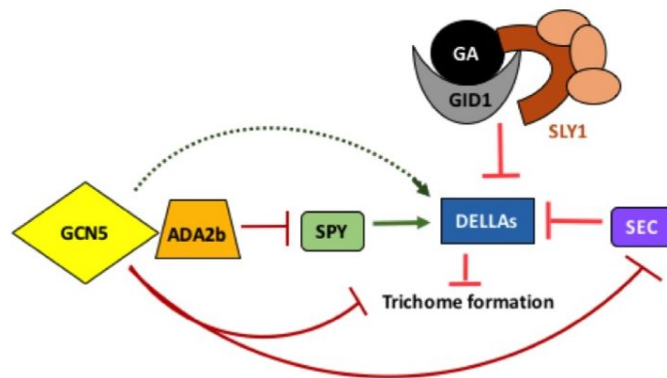 GA
GID1
SLY1
GCN5
ADA2b
SPY
DELLAs
SEC
Trichome formation